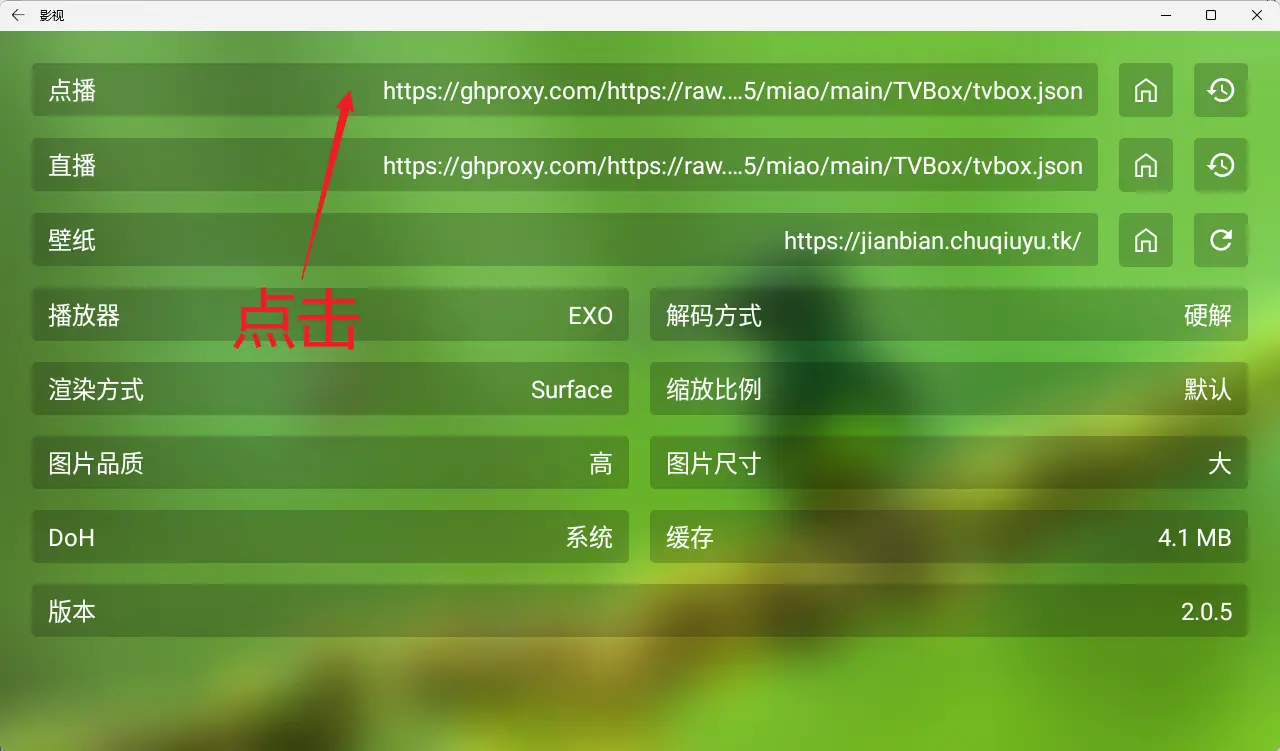 影视
点播 https://ghproxy.com/https://raw....5/miao/main/TVBox/tvbox.json
直播 https://ghproxy.com/https://raw....5/miao/main/TVBox/tvbox.json
壁纸 https://jianbian.chuqiuyu.tk/
点击
播放器 EXO 解码方式 硬解
渲染方式 Surface 缩放比例 默认
图片品质 高 图片尺寸 大
DoH 系统 缓存 4.1 MB
版本 2.0.5